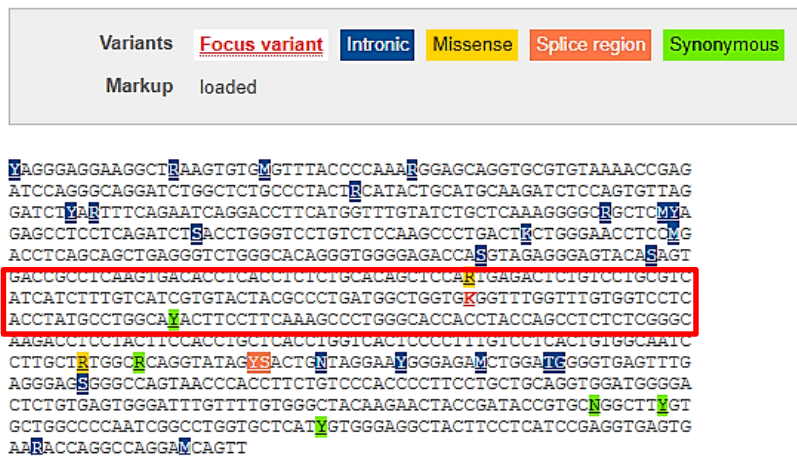 Variants Focus variant Intronic Missense Splice region Synonymous
Markup loaded
YAGGGAGGAAGGCTRAAGTGTGMGTTTACCCCAAARGGAGCAGGTGCGTGTAAAACCGAG
ATCCAGGGCAGGATCTGGCTCTGCCCTACTRCATACTGCATGCAAGATCTCCAGTGTTAG
GATCTYARTTTCAGAATCAGGACCTTCATGGTTTGTATCTGCTCAAAGGGGCRGCTCMYA
GAGCCTCCTCAGATCTSACCTGGGTCCTGTCTCCAAGCCCTGACTKCTGGGAACCTCCMG
ACCTCAGCAGCTGAGGGTCTGGGCACAGGGTGGGGAGACCASGTAGAGGGAGTACASAGT
GACCGCCTCAAGTGACACCTCACCTCTCTGCACAGCTCCARTGAGACTCTGTCCTGCGTC
ATCATCTTTGTCATCGTGTACTACGCCCTGATGGCTGGTGKGGTTTGGTTTGTGGTCCTC
ACCTATGCCTGGCAYACTTCCTTCAAAGCCCTGGGCACCACCTACCAGCCTCTCTCGGGC
AAGACCTCCTACTTCCACCTGCTCACCTGGTCACTCCCCTTTGTCCTCACTGTGGCAATC
CTTGCTRTGGCRCAGGTATAGYSACTGNTAGGAAYGGGAGAMCTGGATGGGGTGAGTTTG
AGGGAGSGGGCCAGTAACCCACCTTCTGTCCCACCCCTTCCTGCTGCAGGTGGATGGGGA
CTCTGTGAGTGGGATTTGTTTTGTGGGCTACAAGAACTACCGATACCGTGCNGGCTTYGT
GCTGGCCCCAATCGGCCTGGTGCTCATYGTGGGAGGCTACTTCCTCATCCGAGGTGAGTG
AARACCAGGCCAGGAMCAGTT